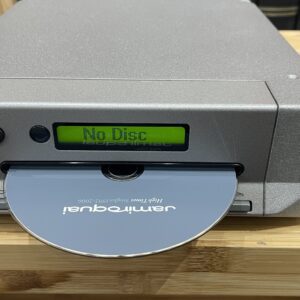 No Disc
Jamiroquai
High Times Singles 1992-2006